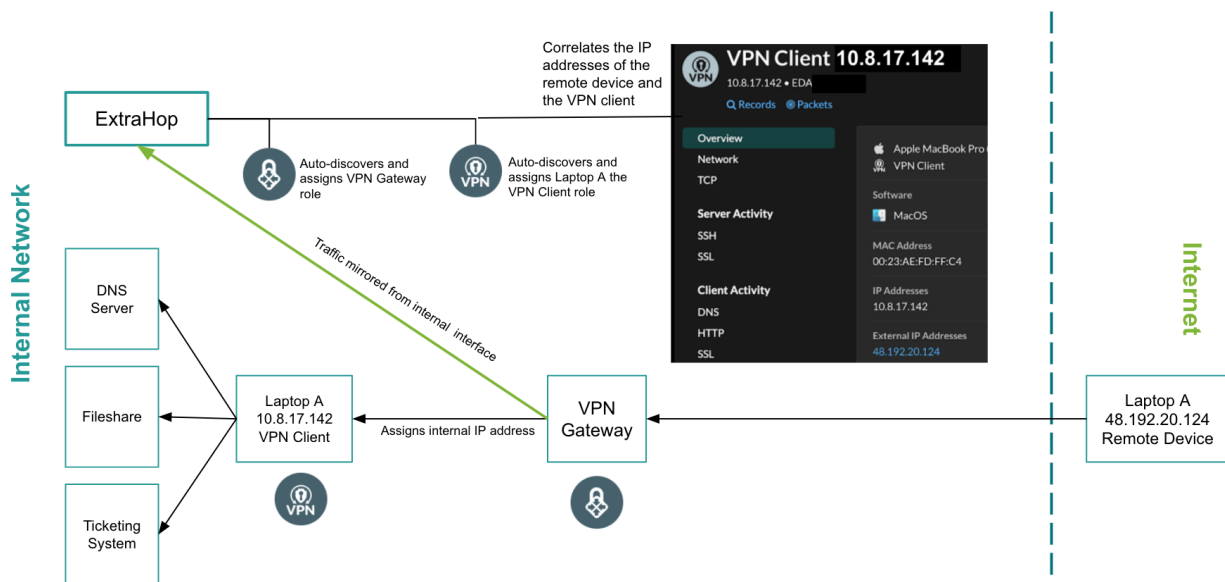 Correlates the IP
addresses of the
remote device and
the VPN client
VPN
VPN Client 10.8.17.142
10.8.17.142 • EDA
Records
Packets
Overview
Network
TCP
Server Activity
SSH
SSL
Client Activity
DNS
HTTP
SSL
Apple MacBook Pro
VPN
VPN Client
Software
MacOS
MAC Address
00:23:AE:FD:FF:C4
IP Addresses
10.8.17.142
External IP Addresses
48.192.20.124
ExtraHop
Auto-discovers and
assigns VPN Gateway
role
VPN
Auto-discovers and
assigns Laptop A the
VPN Client role
Internal Network
Traffic mirrored from internal interface
Internet
DNS
Server
Fileshare
Ticketing
System
Laptop A
10.8.17.142
VPN Client
VPN
Assigns internal IP address
VPN
Gateway
Laptop A
48.192.20.124
Remote Device